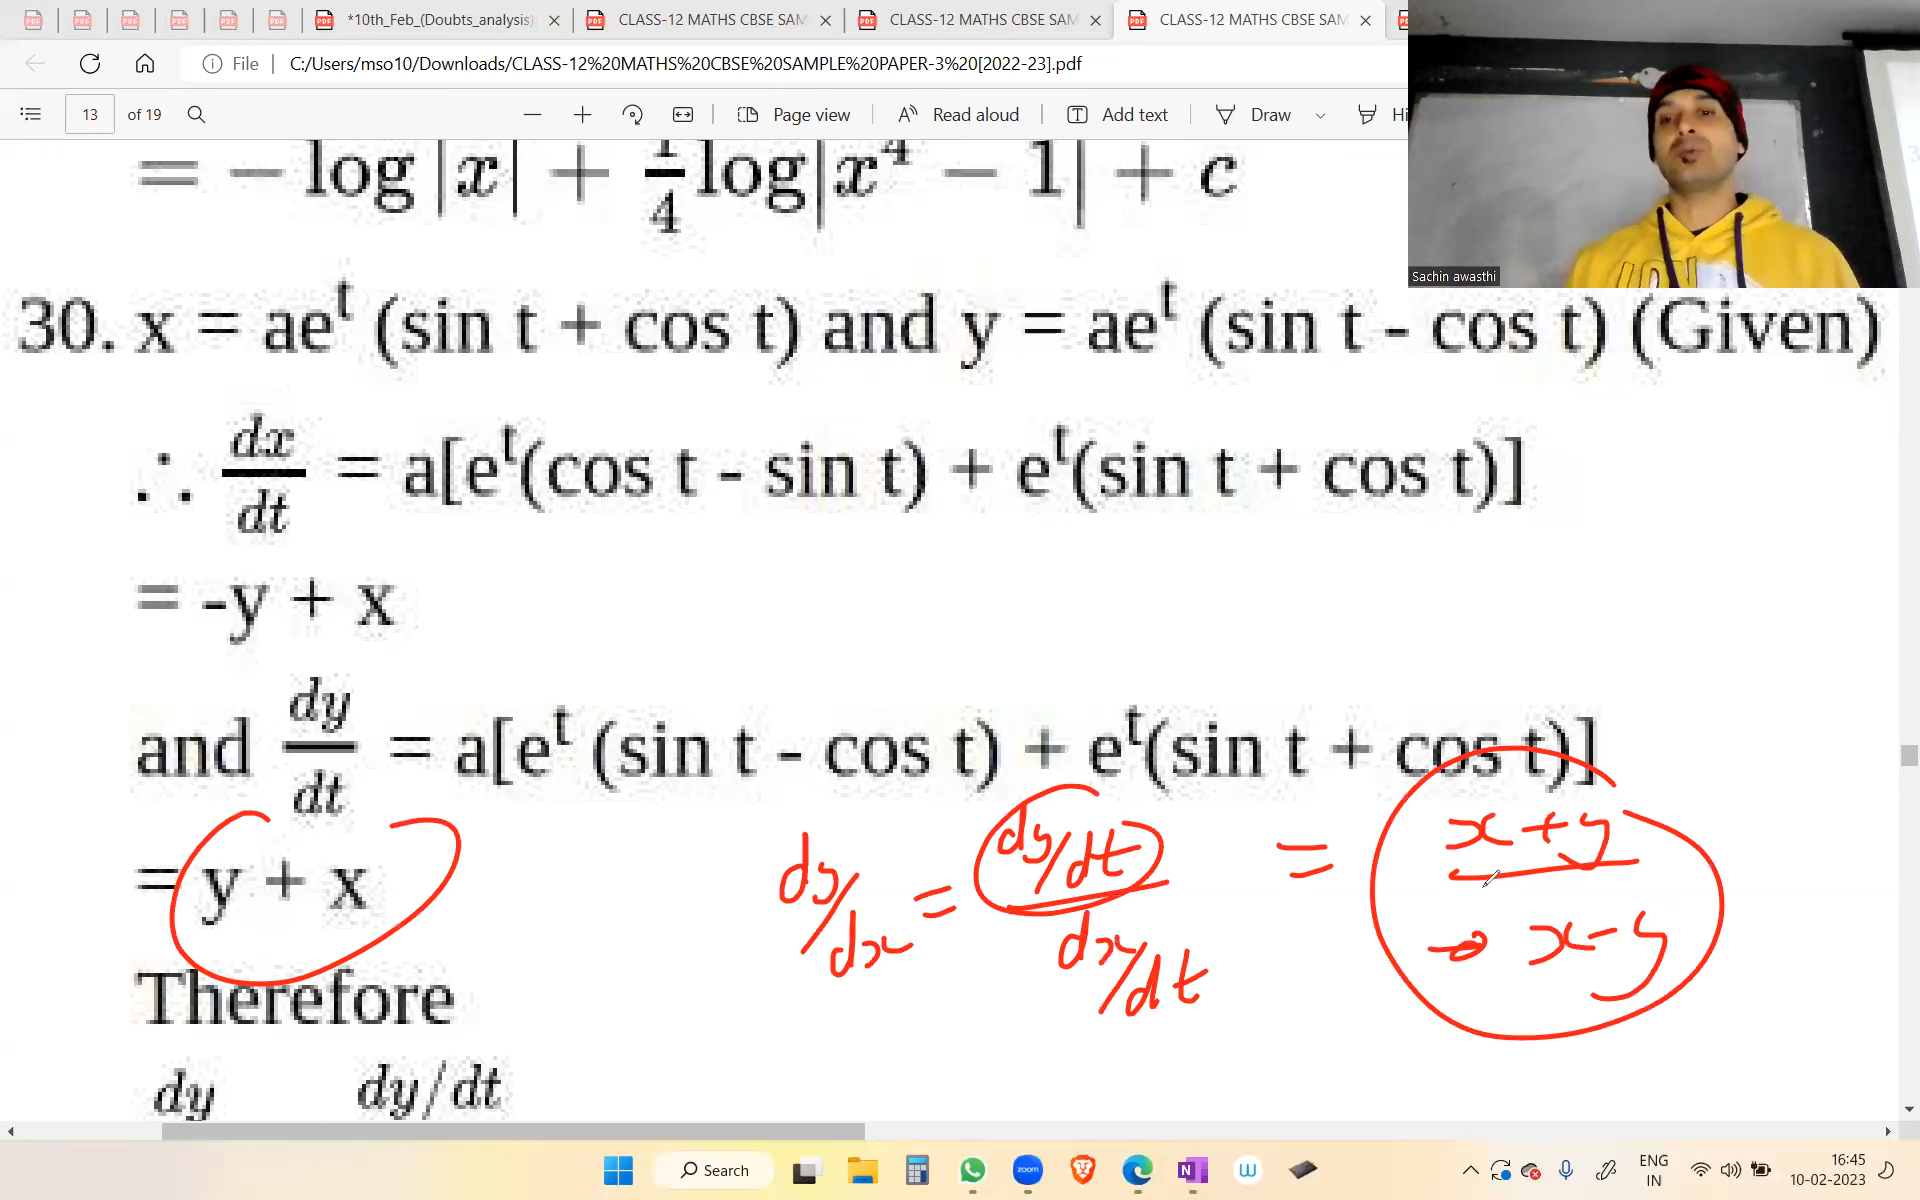 *10th_Feb_(Doubts_analysis)
CLASS-12 MATHS CBSE SAM
CLASS-12 MATHS CBSE SAM
CLASS-12 MATHS CBSE SAM
File C:/Users/mso10/Downloads/CLASS-12%20MATHS%20CBSE%20SAMPLE%20PAPER-3%20[2022-23].pdf
13 of 19 Page view Read aloud Add text Draw Hi
Sachin awasthi
= − log|x| + 1/4 log|x⁴ − 1| + c
30. x = aeᵗ (sin t + cos t) and y = aeᵗ (sin t - cos t) (Given)
∴ dx/dt = a[eᵗ(cos t - sin t) + eᵗ(sin t + cos t)]
= -y + x
and dy/dt = a[eᵗ (sin t - cos t) + eᵗ(sin t + cos t)]
= y + x
dy/dx = (dy/dt)/(dx/dt) = (x+y)/(x-y)
Therefore
dy dy/dt
Search
zoom
ENG
IN
16:45
10-02-2023